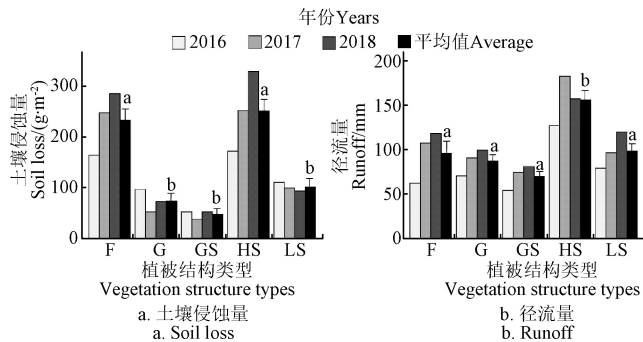 年份Years
2016 2017 2018 平均值Average
土壤侵蚀量
Soil loss/(g·m⁻²)
300
200
100
0
a b b a b
F G GS HS LS
植被结构类型
Vegetation structure types
a. 土壤侵蚀量
a. Soil loss
径流量
Runoff/mm
200
150
100
50
0
a a a b a
F G GS HS LS
植被结构类型
Vegetation structure types
b. 径流量
b. Runoff